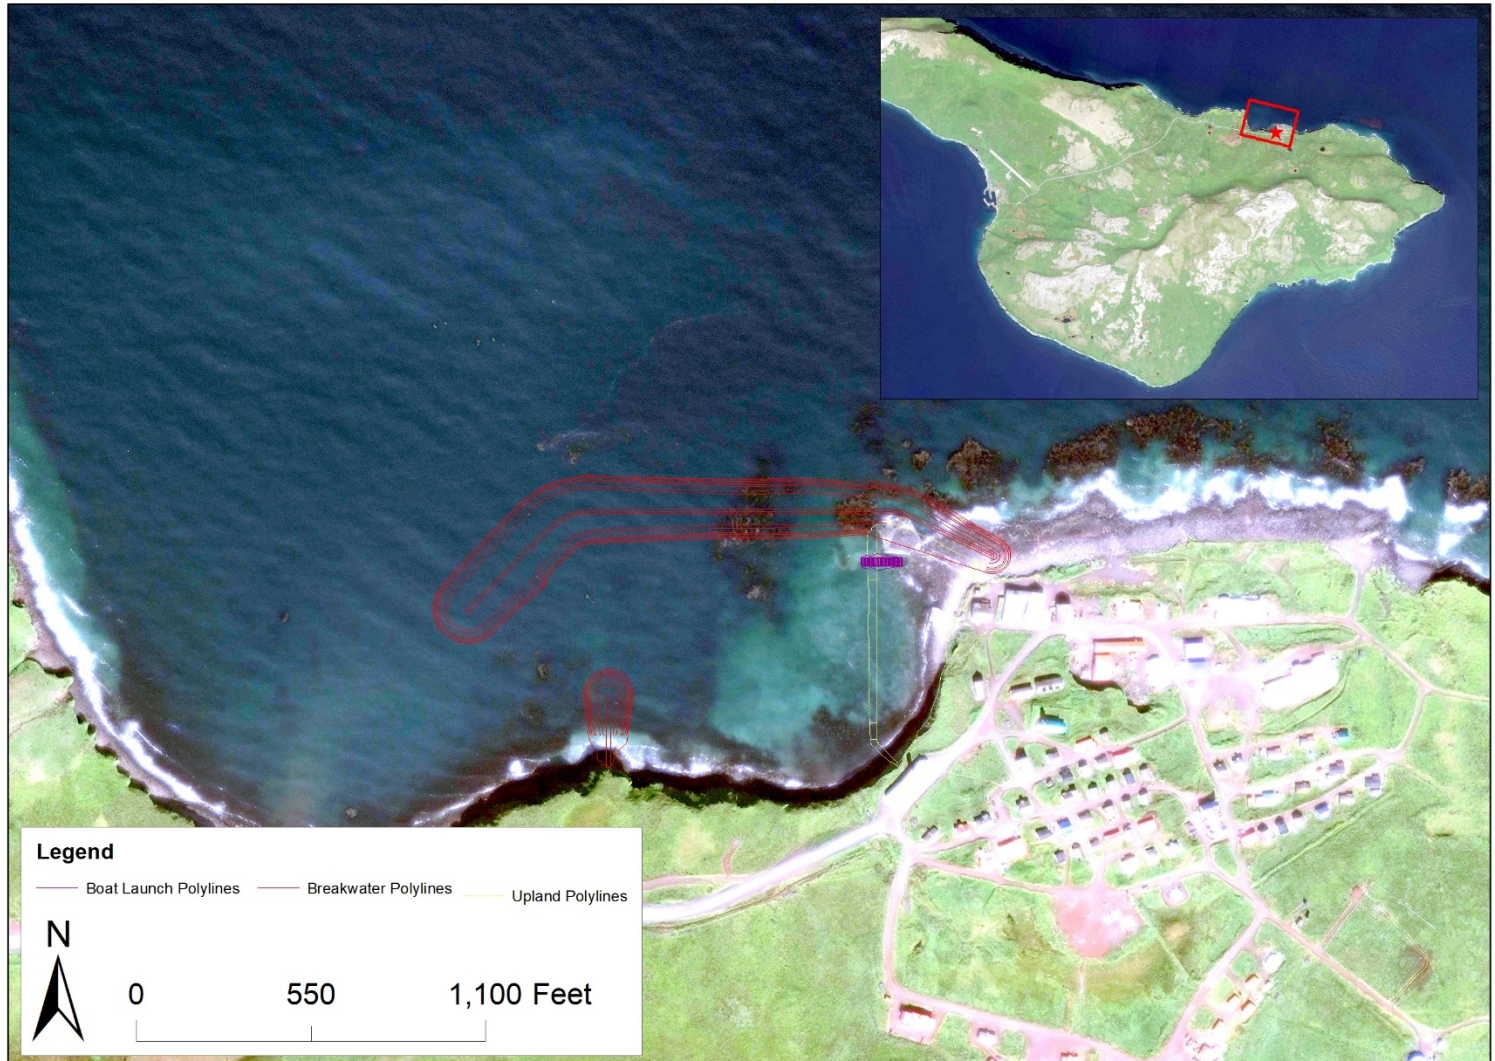 Legend
Boat Launch Polylines
Breakwater Polylines
Upland Polylines
N
0 550 1,100 Feet